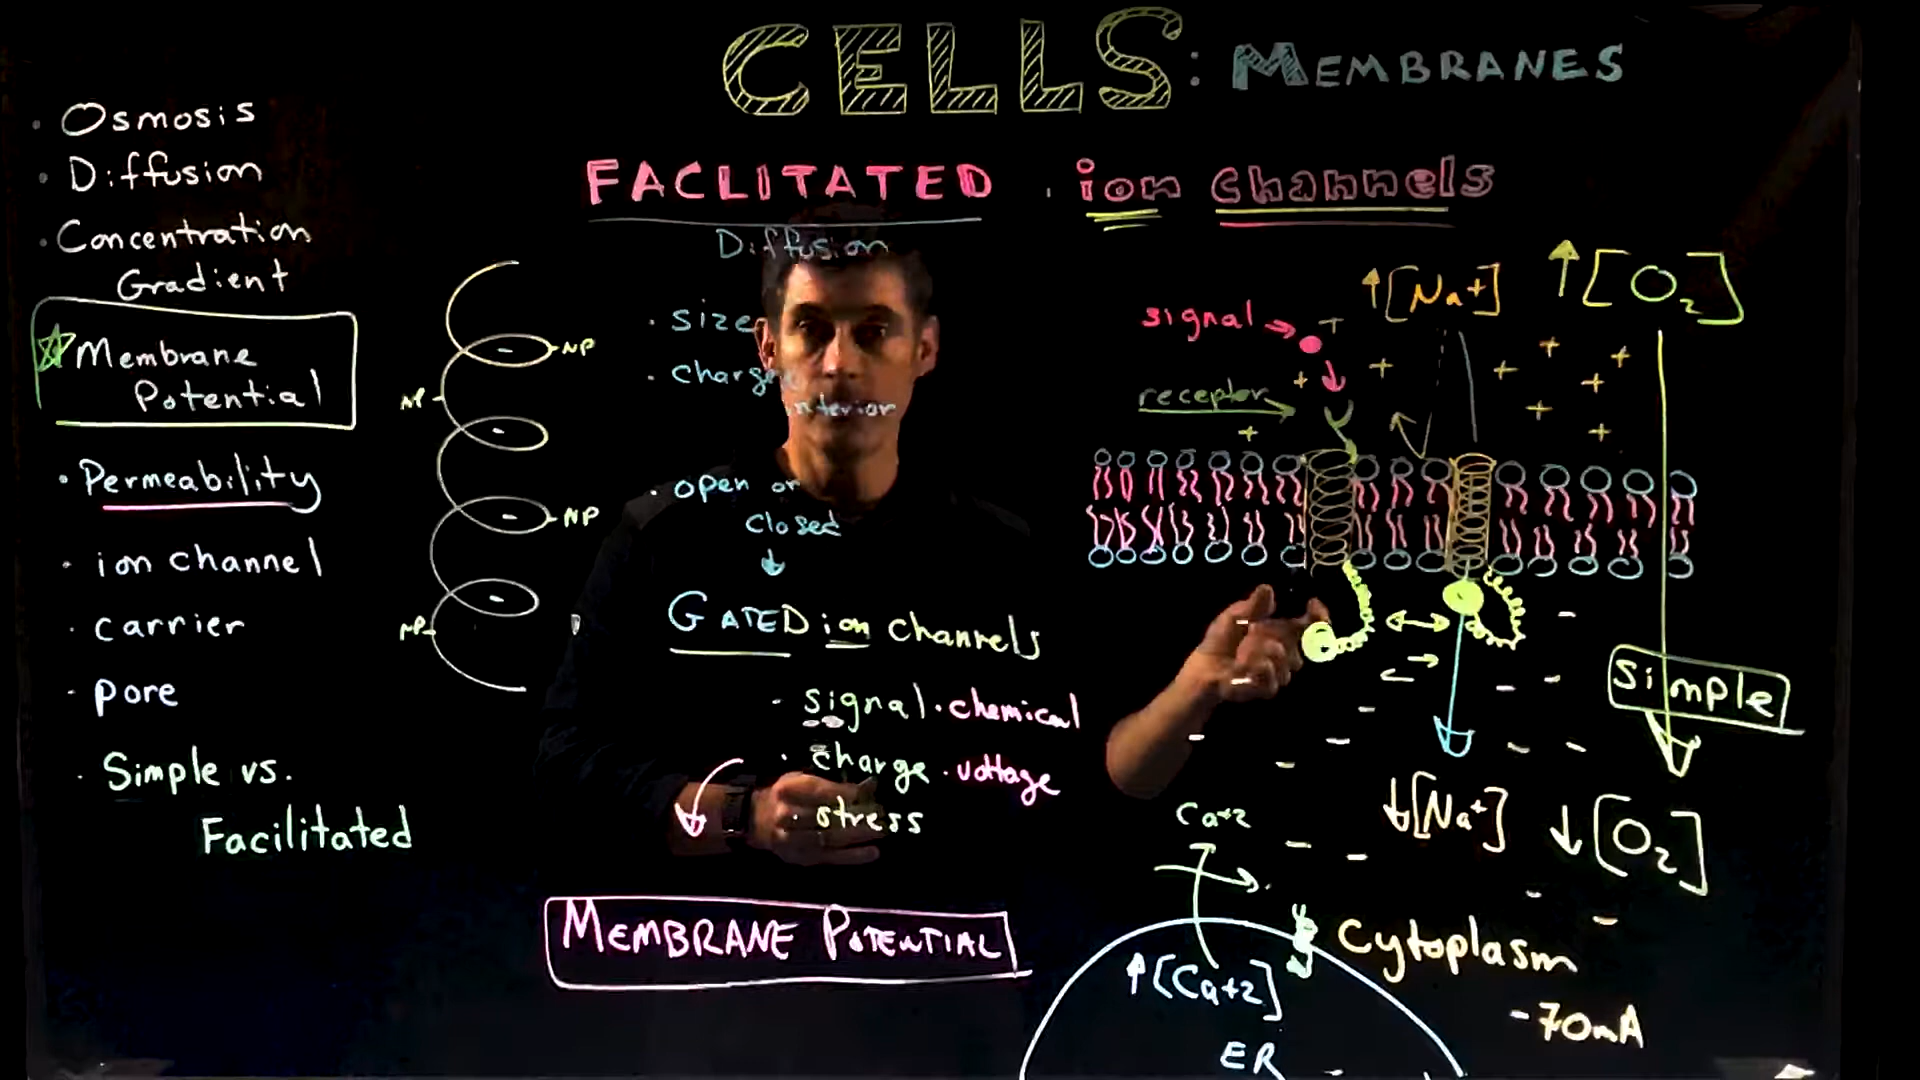 CELLS: MEMBRANES
• Osmosis
• Diffusion
• Concentration
Gradient
Membrane
Potential
• Permeability
• ion channel
• carrier
• pore
• Simple vs.
Facilitated
NP
NP
NP
NP
FACLITATED • ion channels
Diffusion
• size
• charge
interior
• open or
closed
GATED ion channels
• signal • chemical
• charge • voltage
• stress
MEMBRANE POTENTIAL
signal
receptor
↑[Na+]
↑[O2]
simple
↓[Na+]
↓[O2]
Ca+2
↑[Ca+2]
ER
Cytoplasm
-70mA